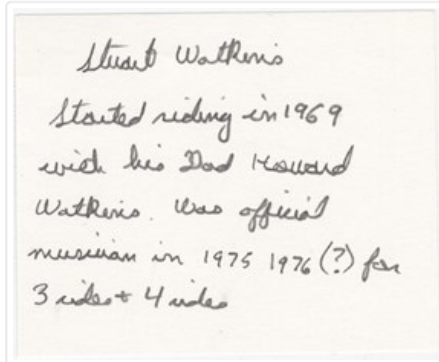 Stuart Watkins
Started riding in 1969
with his Dad Howard
Watkins. Was official
musician in 1975 1976 (?) for
3 rides + 4 rides